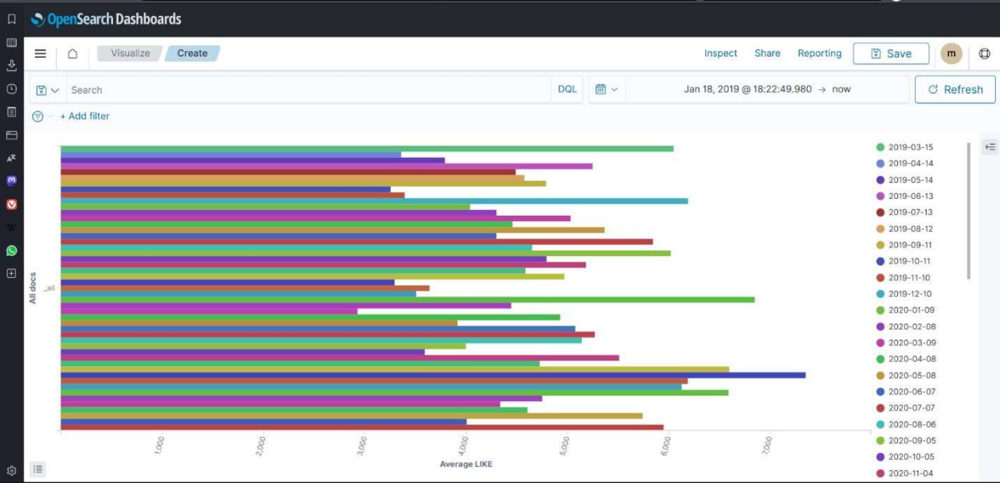 OpenSearch Dashboards
Visualize Create Inspect Share Reporting Save m
Search DQL Jan 18, 2019 @ 18:22:49.980 → now Refresh
+ Add filter
All docs
_all
1,000 2,000 3,000 4,000 5,000 6,000 7,000
Average LIKE
2019-03-15
2019-04-14
2019-05-14
2019-06-13
2019-07-13
2019-08-12
2019-09-11
2019-10-11
2019-11-10
2019-12-10
2020-01-09
2020-02-08
2020-03-09
2020-04-08
2020-05-08
2020-06-07
2020-07-07
2020-08-06
2020-09-05
2020-10-05
2020-11-04